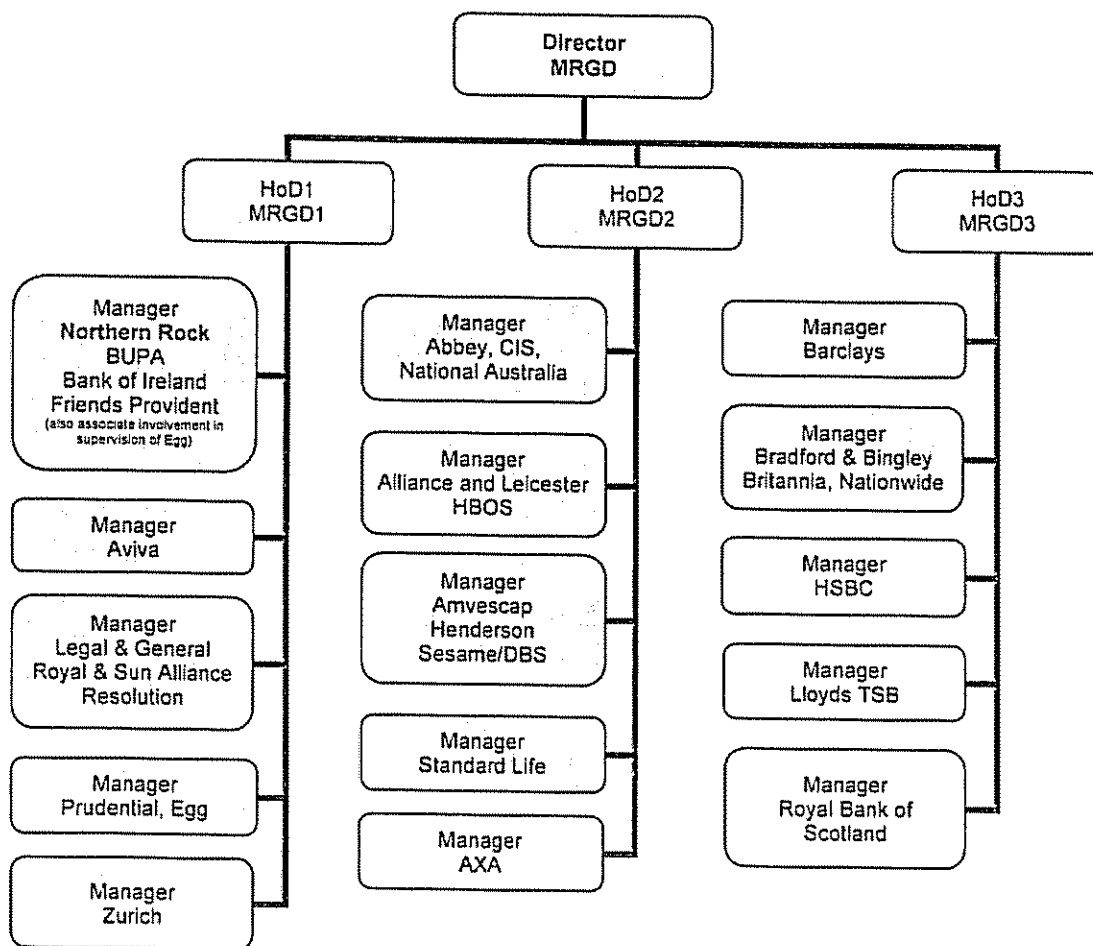 Director
MRGD
HoD1
MRGD1
HoD2
MRGD2
HoD3
MRGD3
Manager
Northern Rock
BUPA
Bank of Ireland
Friends Provident
(also associate involvement in
supervision of Egg)
Manager
Aviva
Manager
Legal & General
Royal & Sun Alliance
Resolution
Manager
Prudential, Egg
Manager
Zurich
Manager
Abbey, CIS,
National Australia
Manager
Alliance and Leicester
HBOS
Manager
Amvescap
Henderson
Sesame/DBS
Manager
Standard Life
Manager
AXA
Manager
Barclays
Manager
Bradford & Bingley
Britannia, Nationwide
Manager
HSBC
Manager
Lloyds TSB
Manager
Royal Bank of
Scotland